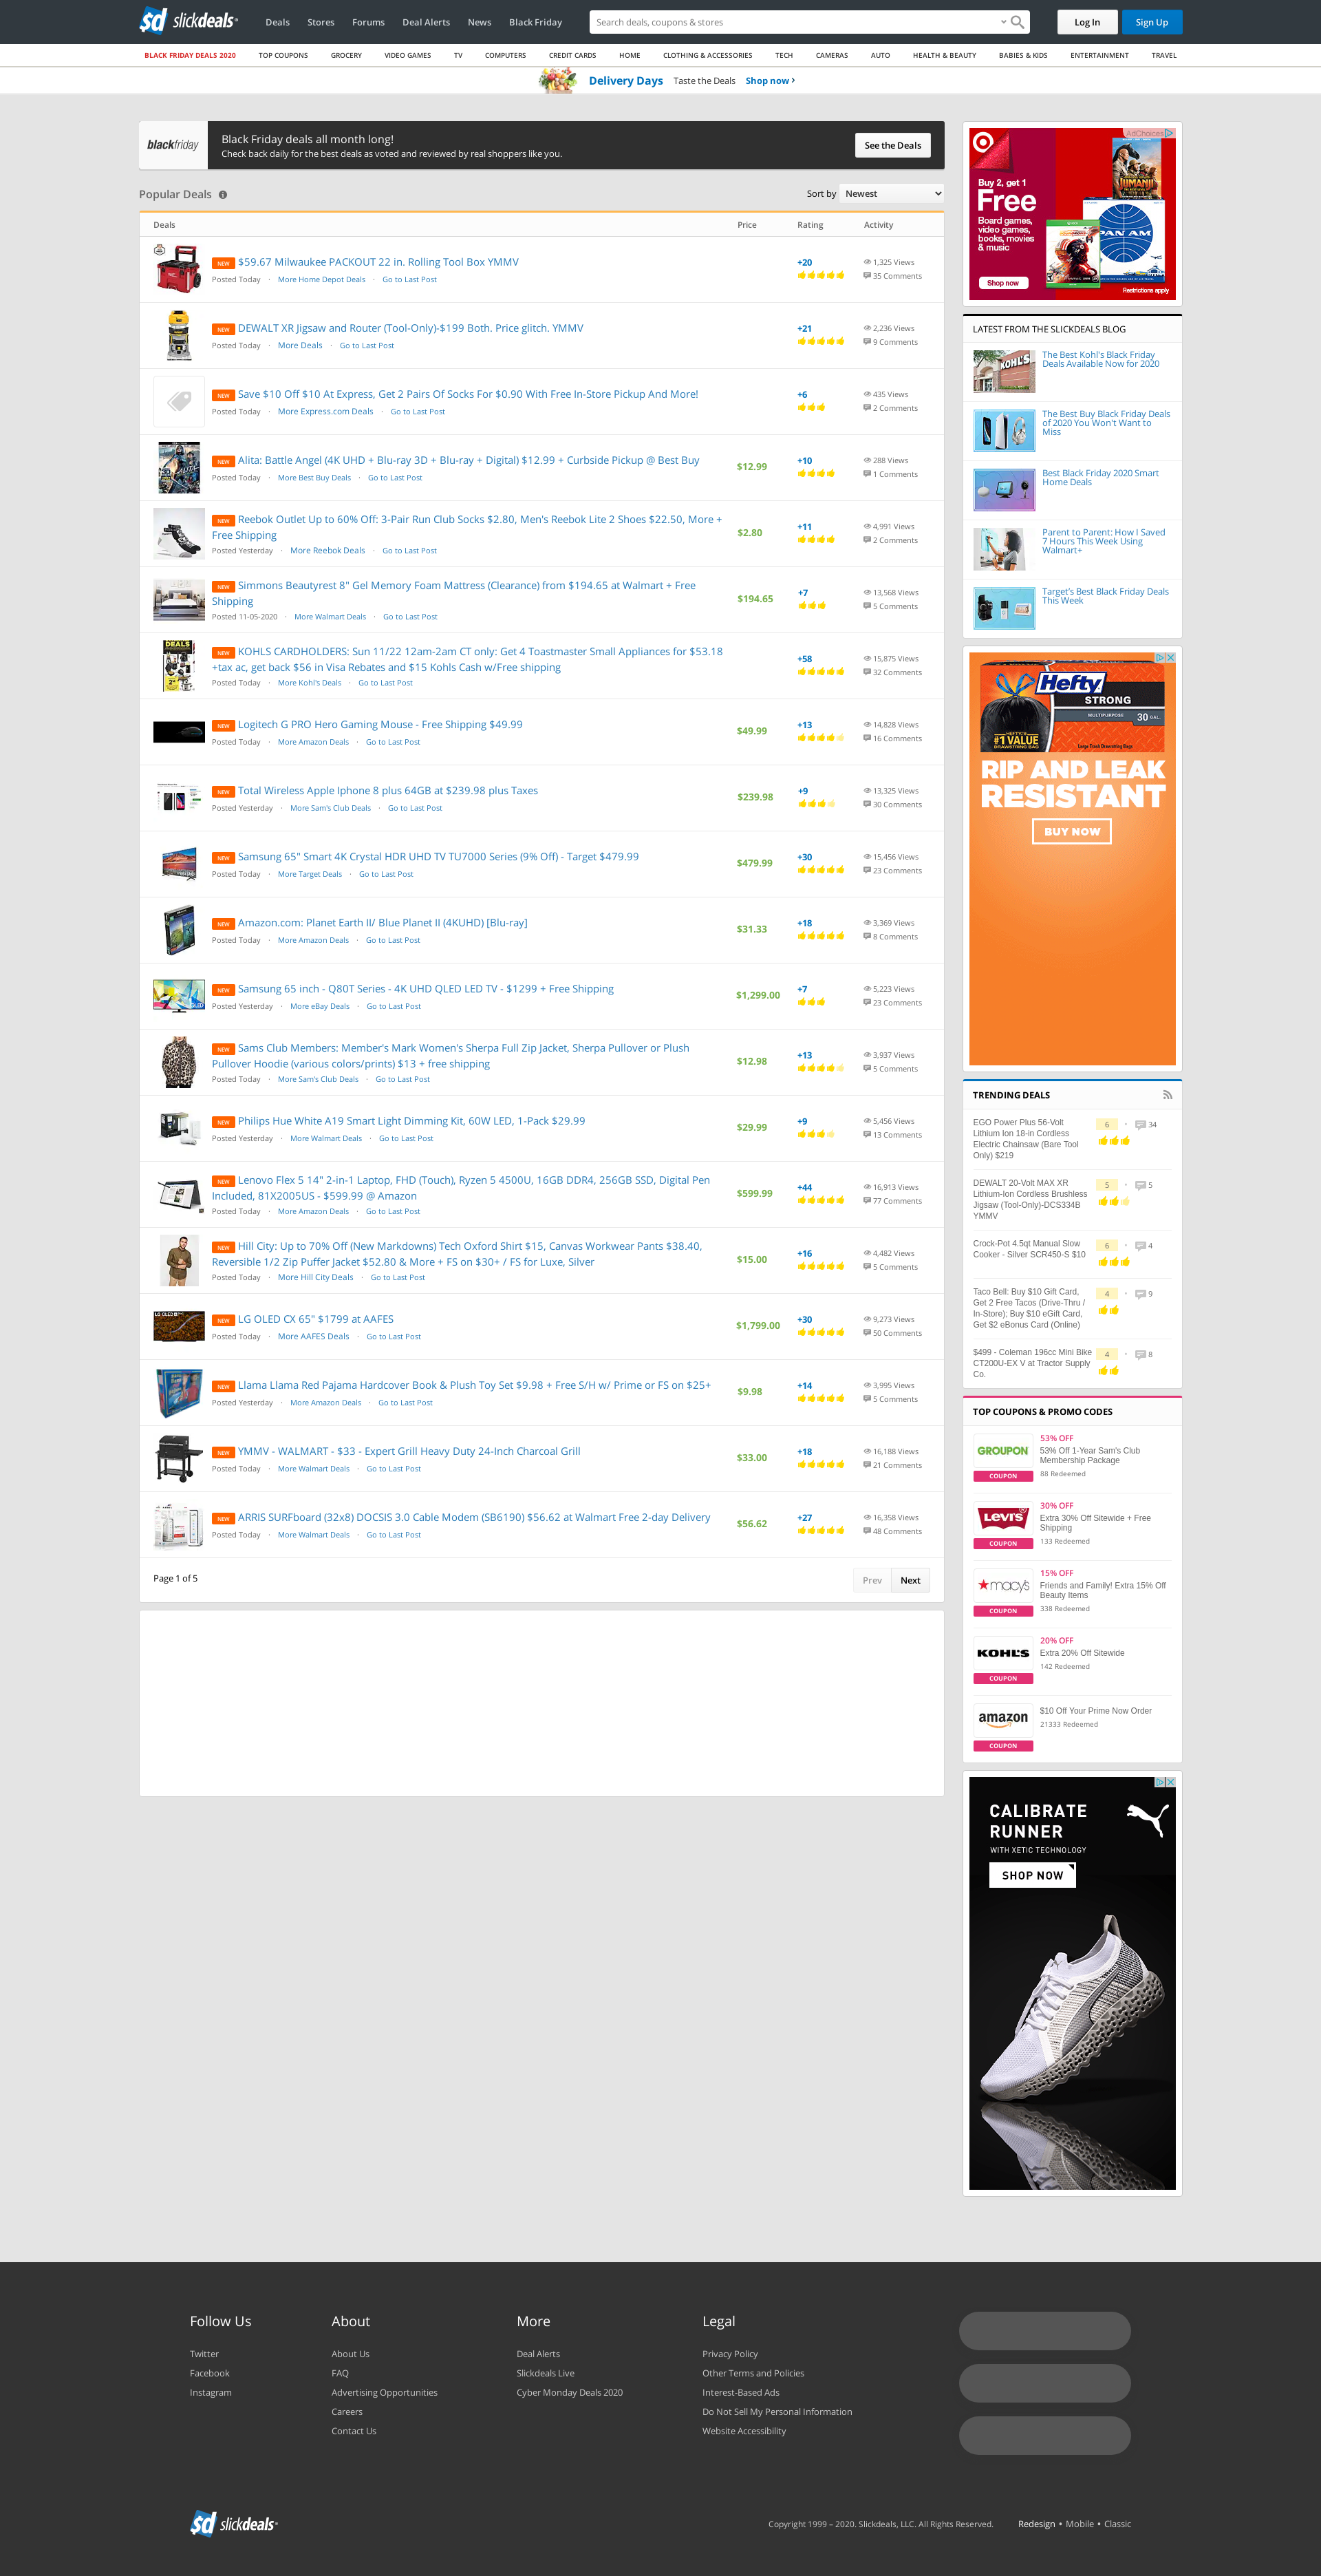 slickdeals
Deals
Stores
Forums
Deal Alerts
News
Black Friday
Search deals, coupons & stores
Log In
Sign Up
BLACK FRIDAY DEALS 2020
TOP COUPONS
GROCERY
VIDEO GAMES
TV
COMPUTERS
CREDIT CARDS
HOME
CLOTHING & ACCESSORIES
TECH
CAMERAS
AUTO
HEALTH & BEAUTY
BABIES & KIDS
ENTERTAINMENT
TRAVEL
Delivery Days Taste the Deals Shop now ›
blackfriday
Black Friday deals all month long!
Check back daily for the best deals as voted and reviewed by real shoppers like you.
See the Deals
Popular Deals
Sort by Newest
Deals Price Rating Activity
NEW $59.67 Milwaukee PACKOUT 22 in. Rolling Tool Box YMMV
Posted Today · More Home Depot Deals · Go to Last Post
+20
1,325 Views
35 Comments
NEW DEWALT XR Jigsaw and Router (Tool-Only)-$199 Both. Price glitch. YMMV
Posted Today · More Deals · Go to Last Post
+21
2,236 Views
9 Comments
NEW Save $10 Off $10 At Express, Get 2 Pairs Of Socks For $0.90 With Free In-Store Pickup And More!
Posted Today · More Express.com Deals · Go to Last Post
+6
435 Views
2 Comments
NEW Alita: Battle Angel (4K UHD + Blu-ray 3D + Blu-ray + Digital) $12.99 + Curbside Pickup @ Best Buy
Posted Today · More Best Buy Deals · Go to Last Post
$12.99
+10
288 Views
1 Comments
NEW Reebok Outlet Up to 60% Off: 3-Pair Run Club Socks $2.80, Men's Reebok Lite 2 Shoes $22.50, More +
Free Shipping
Posted Yesterday · More Reebok Deals · Go to Last Post
$2.80
+11
4,991 Views
2 Comments
NEW Simmons Beautyrest 8" Gel Memory Foam Mattress (Clearance) from $194.65 at Walmart + Free
Shipping
Posted 11-05-2020 · More Walmart Deals · Go to Last Post
$194.65
+7
13,568 Views
5 Comments
NEW KOHLS CARDHOLDERS: Sun 11/22 12am-2am CT only: Get 4 Toastmaster Small Appliances for $53.18
+tax ac, get back $56 in Visa Rebates and $15 Kohls Cash w/Free shipping
Posted Today · More Kohl's Deals · Go to Last Post
+58
15,875 Views
32 Comments
NEW Logitech G PRO Hero Gaming Mouse - Free Shipping $49.99
Posted Today · More Amazon Deals · Go to Last Post
$49.99
+13
14,828 Views
16 Comments
NEW Total Wireless Apple Iphone 8 plus 64GB at $239.98 plus Taxes
Posted Yesterday · More Sam's Club Deals · Go to Last Post
$239.98
+9
13,325 Views
30 Comments
NEW Samsung 65" Smart 4K Crystal HDR UHD TV TU7000 Series (9% Off) - Target $479.99
Posted Today · More Target Deals · Go to Last Post
$479.99
+30
15,456 Views
23 Comments
NEW Amazon.com: Planet Earth II/ Blue Planet II (4KUHD) [Blu-ray]
Posted Today · More Amazon Deals · Go to Last Post
$31.33
+18
3,369 Views
8 Comments
NEW Samsung 65 inch - Q80T Series - 4K UHD QLED LED TV - $1299 + Free Shipping
Posted Yesterday · More eBay Deals · Go to Last Post
$1,299.00
+7
5,223 Views
23 Comments
NEW Sams Club Members: Member's Mark Women's Sherpa Full Zip Jacket, Sherpa Pullover or Plush
Pullover Hoodie (various colors/prints) $13 + free shipping
Posted Today · More Sam's Club Deals · Go to Last Post
$12.98
+13
3,937 Views
5 Comments
NEW Philips Hue White A19 Smart Light Dimming Kit, 60W LED, 1-Pack $29.99
Posted Yesterday · More Walmart Deals · Go to Last Post
$29.99
+9
5,456 Views
13 Comments
NEW Lenovo Flex 5 14" 2-in-1 Laptop, FHD (Touch), Ryzen 5 4500U, 16GB DDR4, 256GB SSD, Digital Pen
Included, 81X2005US - $599.99 @ Amazon
Posted Today · More Amazon Deals · Go to Last Post
$599.99
+44
16,913 Views
77 Comments
NEW Hill City: Up to 70% Off (New Markdowns) Tech Oxford Shirt $15, Canvas Workwear Pants $38.40,
Reversible 1/2 Zip Puffer Jacket $52.80 & More + FS on $30+ / FS for Luxe, Silver
Posted Today · More Hill City Deals · Go to Last Post
$15.00
+16
4,482 Views
5 Comments
NEW LG OLED CX 65" $1799 at AAFES
Posted Today · More AAFES Deals · Go to Last Post
$1,799.00
+30
9,273 Views
50 Comments
NEW Llama Llama Red Pajama Hardcover Book & Plush Toy Set $9.98 + Free S/H w/ Prime or FS on $25+
Posted Yesterday · More Amazon Deals · Go to Last Post
$9.98
+14
3,995 Views
5 Comments
NEW YMMV - WALMART - $33 - Expert Grill Heavy Duty 24-Inch Charcoal Grill
Posted Today · More Walmart Deals · Go to Last Post
$33.00
+18
16,188 Views
21 Comments
NEW ARRIS SURFboard (32x8) DOCSIS 3.0 Cable Modem (SB6190) $56.62 at Walmart Free 2-day Delivery
Posted Today · More Walmart Deals · Go to Last Post
$56.62
+27
16,358 Views
48 Comments
Page 1 of 5
Prev
Next
AdChoices
Buy 2, get 1
Free
Board games,
video games,
books, movies
& music
Shop now
JUMANJI
PAN AM
Restrictions apply
LATEST FROM THE SLICKDEALS BLOG
The Best Kohl's Black Friday
Deals Available Now for 2020
The Best Buy Black Friday Deals
of 2020 You Won't Want to
Miss
Best Black Friday 2020 Smart
Home Deals
Parent to Parent: How I Saved
7 Hours This Week Using
Walmart+
Target's Best Black Friday Deals
This Week
Hefty
STRONG
MULTIPURPOSE 30 GAL.
HEFTY'S
#1 VALUE
DRAWSTRING BAG
Large Trash Drawstring Bags
RIP AND LEAK
RESISTANT
BUY NOW
TRENDING DEALS
EGO Power Plus 56-Volt
Lithium Ion 18-in Cordless
Electric Chainsaw (Bare Tool
Only) $219
6 · 34
DEWALT 20-Volt MAX XR
Lithium-Ion Cordless Brushless
Jigsaw (Tool-Only)-DCS334B
YMMV
5 · 5
Crock-Pot 4.5qt Manual Slow
Cooker - Silver SCR450-S $10
6 · 4
Taco Bell: Buy $10 Gift Card,
Get 2 Free Tacos (Drive-Thru /
In-Store); Buy $10 eGift Card,
Get $2 eBonus Card (Online)
4 · 9
$499 - Coleman 196cc Mini Bike
CT200U-EX V at Tractor Supply
Co.
4 · 8
TOP COUPONS & PROMO CODES
GROUPON
COUPON
53% OFF
53% Off 1-Year Sam's Club
Membership Package
88 Redeemed
LEVI'S
COUPON
30% OFF
Extra 30% Off Sitewide + Free
Shipping
133 Redeemed
macy's
COUPON
15% OFF
Friends and Family! Extra 15% Off
Beauty Items
338 Redeemed
KOHL'S
COUPON
20% OFF
Extra 20% Off Sitewide
142 Redeemed
amazon
COUPON
$10 Off Your Prime Now Order
21333 Redeemed
CALIBRATE
RUNNER
WITH XETIC TECHNOLOGY
SHOP NOW
Follow Us
Twitter
Facebook
Instagram
About
About Us
FAQ
Advertising Opportunities
Careers
Contact Us
More
Deal Alerts
Slickdeals Live
Cyber Monday Deals 2020
Legal
Privacy Policy
Other Terms and Policies
Interest-Based Ads
Do Not Sell My Personal Information
Website Accessibility
slickdeals
Copyright 1999 – 2020. Slickdeals, LLC. All Rights Reserved.
Redesign • Mobile • Classic